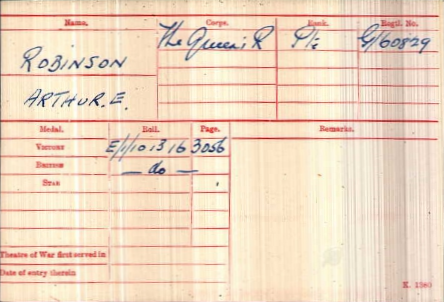 Name. Corps. Rank. Regtl. No.
ROBINSON The Queen's R Pte G/60829
ARTHUR. E.
Medal. Roll. Page. Remarks.
VICTORY E/1/101B16 3056
BRITISH — do —
STAR
Theatre of War first served in
Date of entry therein
K. 1380